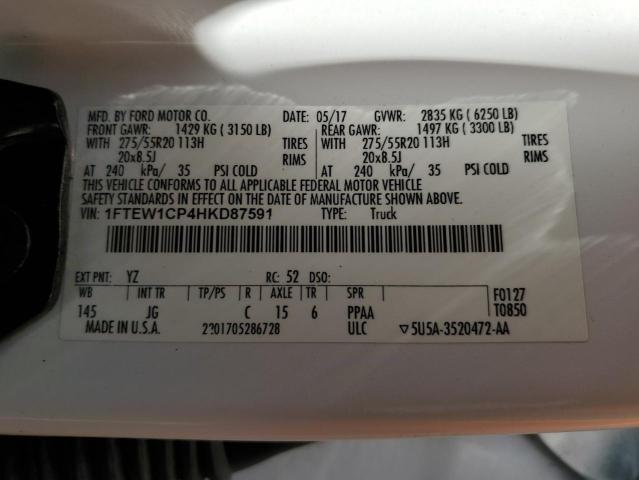 MFD. BY FORD MOTOR CO. DATE: 05/17 GVWR: 2835 KG ( 6250 LB)
FRONT GAWR: 1429 KG ( 3150 LB) REAR GAWR: 1497 KG ( 3300 LB)
WITH 275/55R20 113H TIRES WITH 275/55R20 113H TIRES
20x8.5J RIMS 20x8.5J RIMS
AT 240 kPa/ 35 PSI COLD AT 240 kPa/ 35 PSI COLD
THIS VEHICLE CONFORMS TO ALL APPLICABLE FEDERAL MOTOR VEHICLE
SAFETY STANDARDS IN EFFECT ON THE DATE OF MANUFACTURE SHOWN ABOVE.
VIN: 1FTEW1CP4HKD87591 TYPE: Truck
EXT PNT: YZ RC: 52 DSO:
WB INT TR TP/PS R AXLE TR SPR F0127
145 JG C 15 6 PPAA T0850
MADE IN U.S.A. 2201705286728 ULC ▽5U5A-3520472-AA